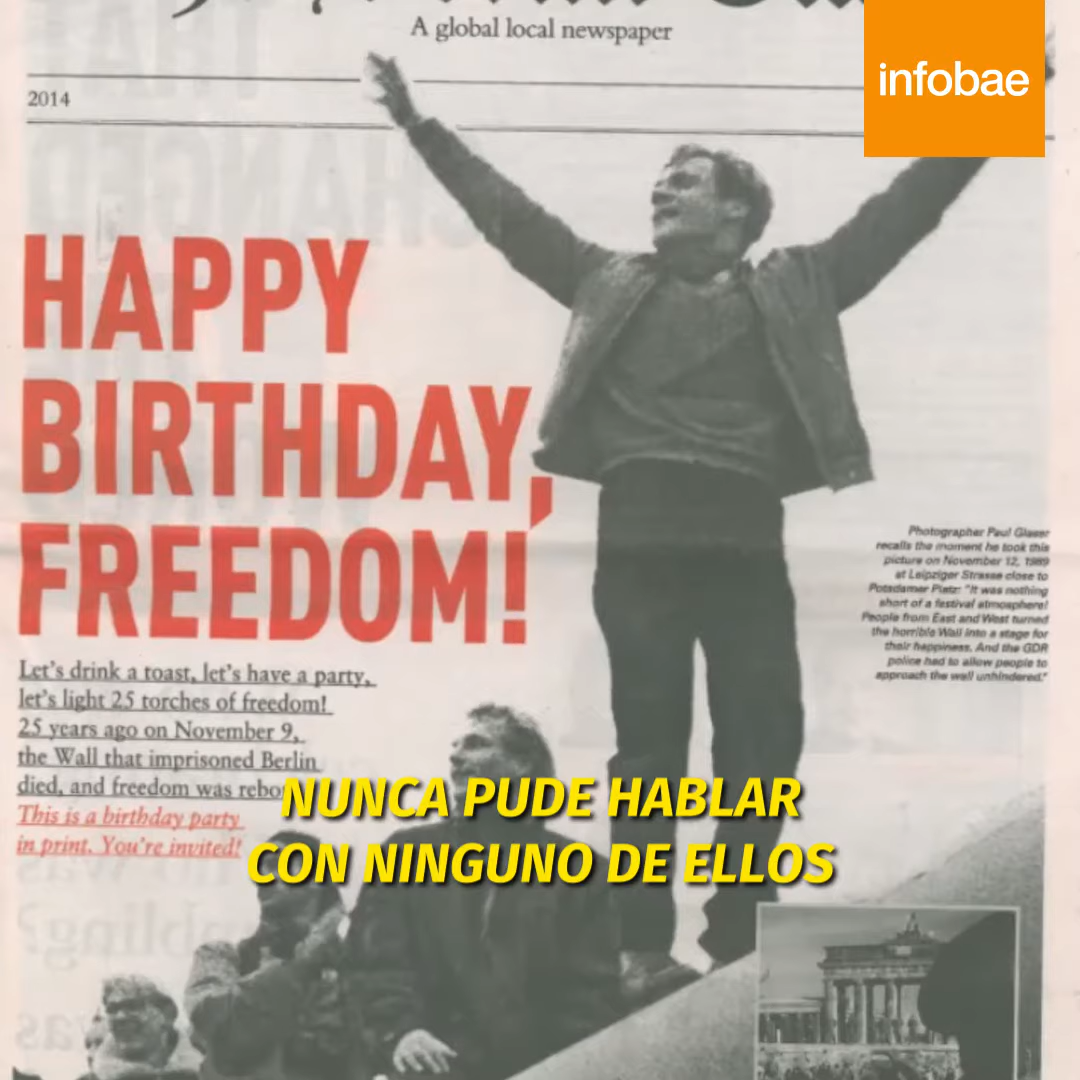 A global local newspaper
infobae
2014
HAPPY
BIRTHDAY,
FREEDOM!
Photographer Paul Glaser
recalls the moment he took this
picture on November 12, 1989
at Leipziger Strasse close to
Potsdamer Platz: "It was nothing
short of a festival atmosphere!
People from East and West turned
the horrible Wall into a stage for
their happiness. And the GDR
police had to allow people to
approach the wall unhindered."
Let's drink a toast, let's have a party,
let's light 25 torches of freedom!
25 years ago on November 9,
the Wall that imprisoned Berlin
died, and freedom was
This is a birthday party
in print. You're invited!
NUNCA PUDE HABLAR
CON NINGUNO DE ELLOS